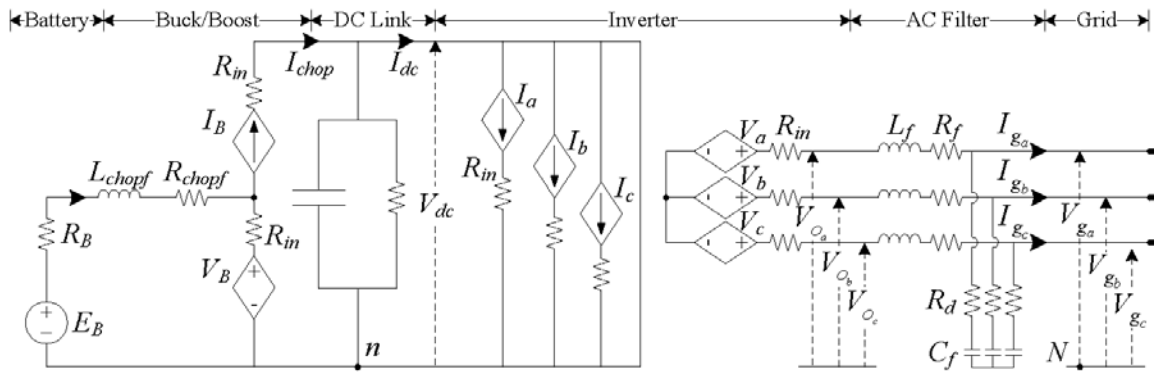 Battery Buck/Boost DC Link Inverter AC Filter Grid
I_chop I_dc
R_in
I_a
I_B
I_b
R_in
I_c
L_chopf R_chopf
R_B
R_in
V_dc
V_B
+
-
+
−
E_B
n
V_a R_in L_f R_f I_ga
- +
V_b I_gb
- +
V_c I_gc
- +
V_Oa
V_Ob
V_Oc
V_ga
V_gb
V_gc
R_d
C_f
N